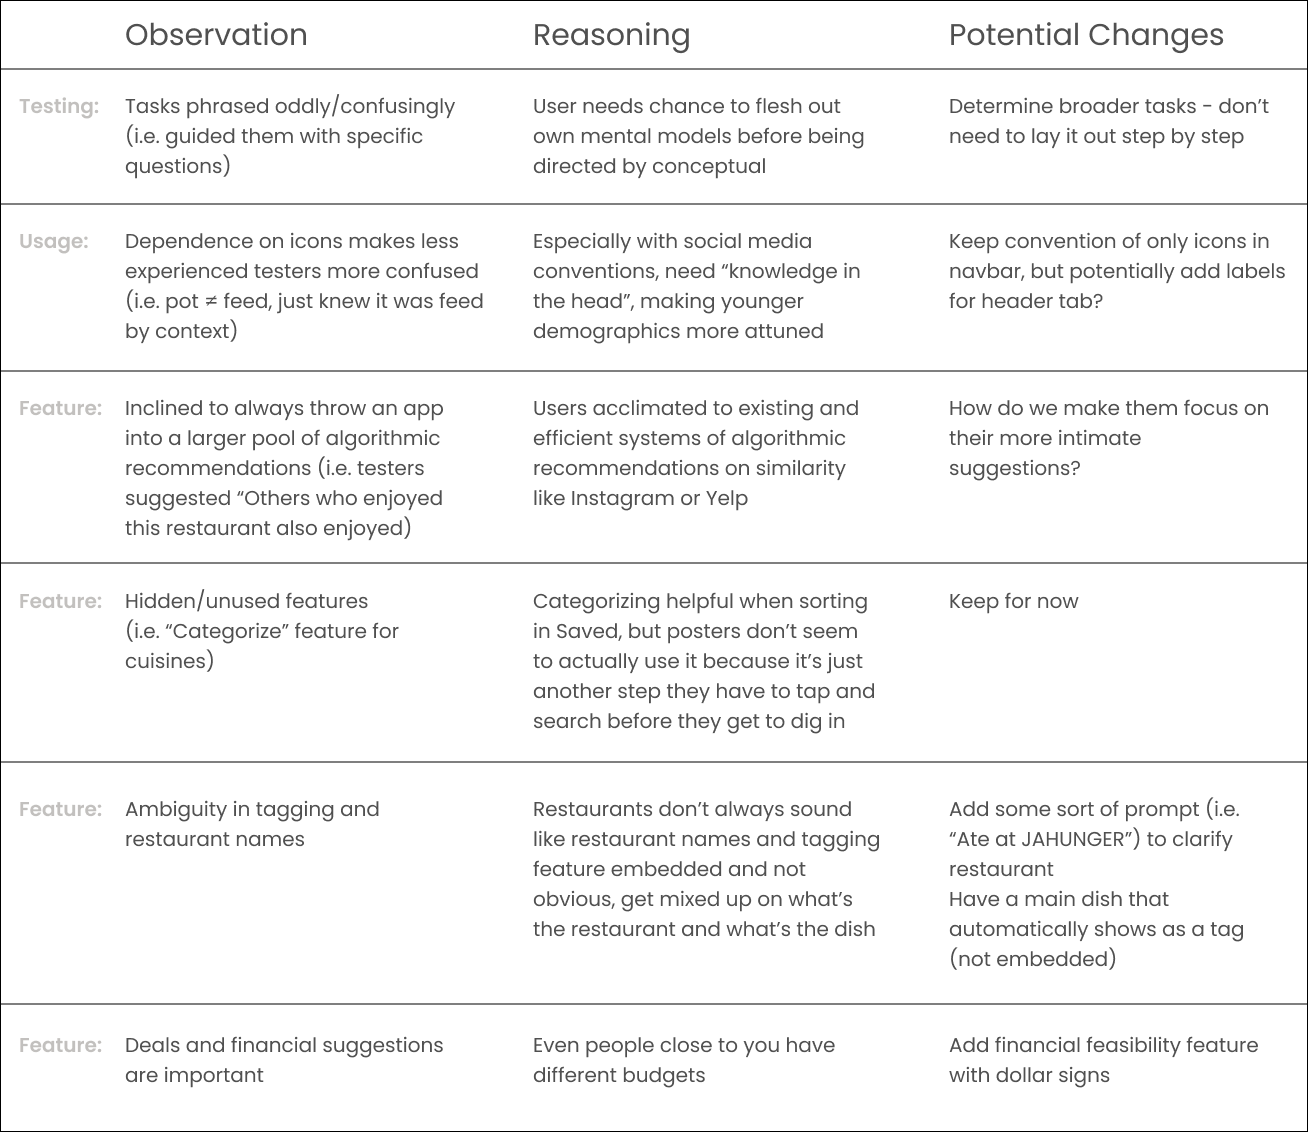 Observation
Reasoning
Potential Changes
Testing:
Tasks phrased oddly/confusingly
(i.e. guided them with specific
questions)
User needs chance to flesh out
own mental models before being
directed by conceptual
Determine broader tasks - don’t
need to lay it out step by step
Usage:
Dependence on icons makes less
experienced testers more confused
(i.e. pot ≠ feed, just knew it was feed
by context)
Especially with social media
conventions, need “knowledge in
the head”, making younger
demographics more attuned
Keep convention of only icons in
navbar, but potentially add labels
for header tab?
Feature:
Inclined to always throw an app
into a larger pool of algorithmic
recommendations (i.e. testers
suggested “Others who enjoyed
this restaurant also enjoyed)
Users acclimated to existing and
efficient systems of algorithmic
recommendations on similarity
like Instagram or Yelp
How do we make them focus on
their more intimate
suggestions?
Feature:
Hidden/unused features
(i.e. “Categorize” feature for
cuisines)
Categorizing helpful when sorting
in Saved, but posters don’t seem
to actually use it because it’s just
another step they have to tap and
search before they get to dig in
Keep for now
Feature:
Ambiguity in tagging and
restaurant names
Restaurants don’t always sound
like restaurant names and tagging
feature embedded and not
obvious, get mixed up on what’s
the restaurant and what’s the dish
Add some sort of prompt (i.e.
“Ate at JAHUNGER”) to clarify
restaurant
Have a main dish that
automatically shows as a tag
(not embedded)
Feature:
Deals and financial suggestions
are important
Even people close to you have
different budgets
Add financial feasibility feature
with dollar signs